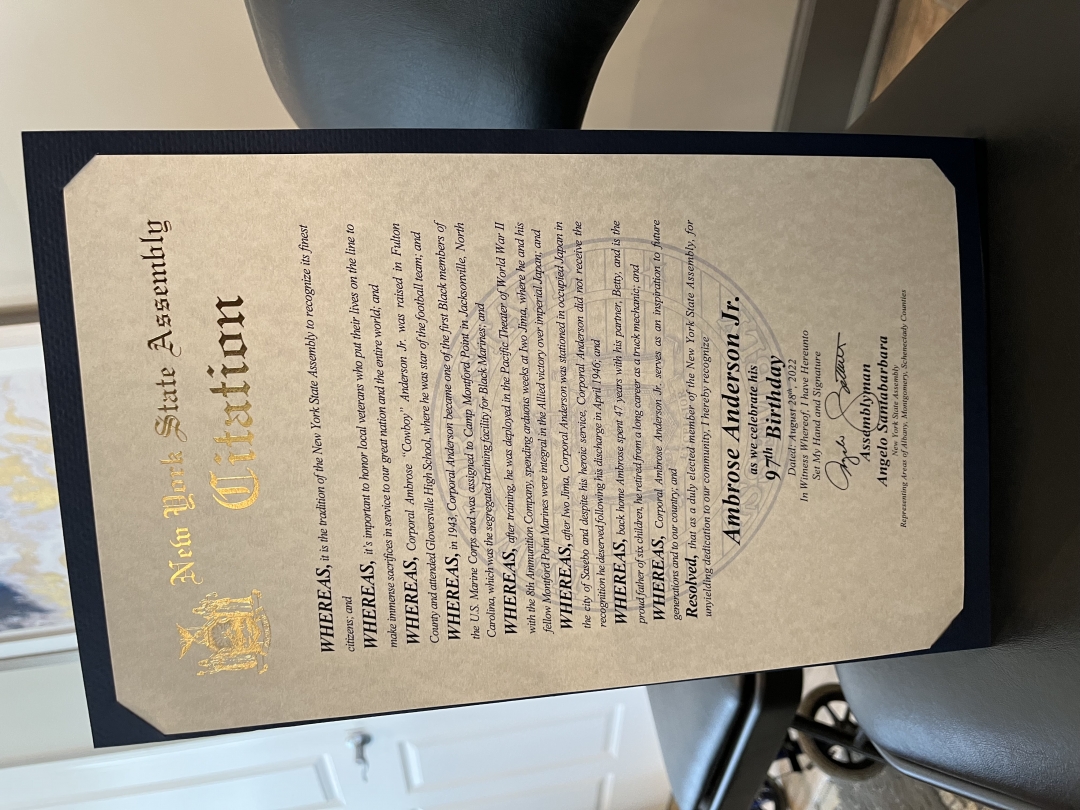 New York State Assembly
Citation
WHEREAS, it is the tradition of the New York State Assembly to recognize its finest
citizens; and
WHEREAS, it's important to honor local veterans who put their lives on the line to
make immense sacrifices in service to our great nation and the entire world; and
WHEREAS, Corporal Ambrose "Cowboy" Anderson Jr. was raised in Fulton
County and attended Gloversville High School, where he was star of the football team; and
WHEREAS, in 1943, Corporal Anderson became one of the first Black members of
the U.S. Marine Corps and was assigned to Camp Montford Point in Jacksonville, North
Carolina, which was the segregated training facility for Black Marines; and
WHEREAS, after training, he was deployed in the Pacific Theater of World War II
with the 8th Ammunition Company, spending arduous weeks at Iwo Jima, where he and his
fellow Montford Point Marines were integral in the Allied victory over imperial Japan; and
WHEREAS, after Iwo Jima, Corporal Anderson was stationed in occupied Japan in
the city of Sasebo and despite his heroic service, Corporal Anderson did not receive the
recognition he deserved following his discharge in April 1946; and
WHEREAS, back home Ambrose spent 47 years with his partner, Betty, and is the
proud father of six children, he retired from a long career as a truck mechanic; and
WHEREAS, Corporal Ambrose Anderson Jr. serves as an inspiration to future
generations and to our country, and
Resolved, that as a duly elected member of the New York State Assembly, for
unyielding dedication to our community, I hereby recognize
Ambrose Anderson Jr.
as we celebrate his
97th Birthday
Dated: August 28th, 2022
In Witness Whereof, I have Hereunto
Set My Hand and Signature
Assemblyman
Angelo Santabarbara
New York State Assembly
Representing Areas of Albany, Montgomery, Schenectady Counties